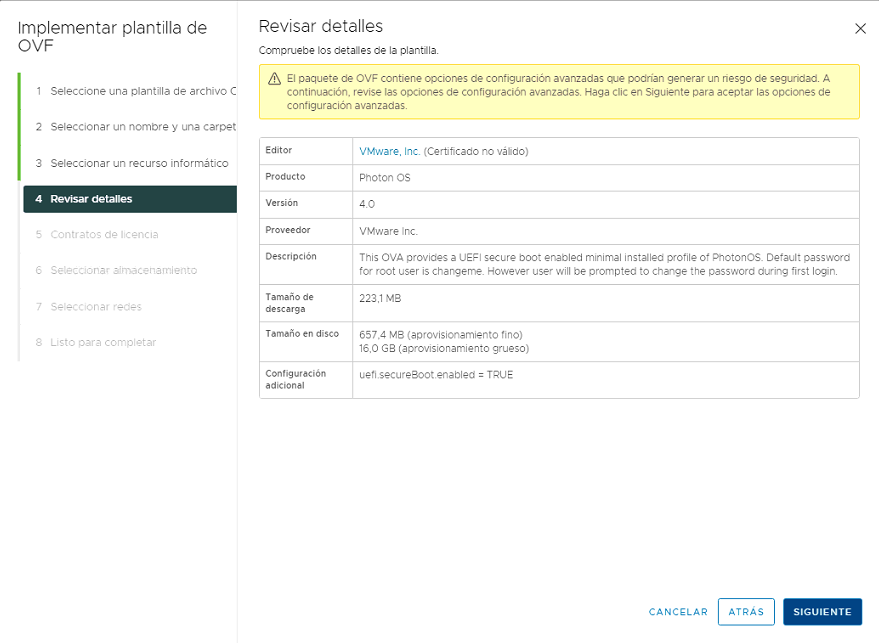 Implementar plantilla de
OVF
1 Seleccione una plantilla de archivo
2 Seleccionar un nombre y una carpet
3 Seleccionar un recurso informático
4 Revisar detalles
5 Contratos de licencia
6 Seleccionar almacenamiento
7 Seleccionar redes
8 Listo para completar
Revisar detalles
Compruebe los detalles de la plantilla.
El paquete de OVF contiene opciones de configuración avanzadas que podrían generar un riesgo de seguridad. A
continuación, revise las opciones de configuración avanzadas. Haga clic en Siguiente para aceptar las opciones de
configuración avanzadas.
Editor VMware, Inc. (Certificado no válido)
Producto Photon OS
Versión 4.0
Proveedor VMware Inc.
Descripción This OVA provides a UEFI secure boot enabled minimal installed profile of PhotonOS. Default password
for root user is changeme. However user will be prompted to change the password during first login.
Tamaño de
descarga
223,1 MB
Tamaño en disco 657,4 MB (aprovisionamiento fino)
16,0 GB (aprovisionamiento grueso)
Configuración
adicional
uefi.secureBoot.enabled = TRUE
CANCELAR ATRÁS SIGUIENTE